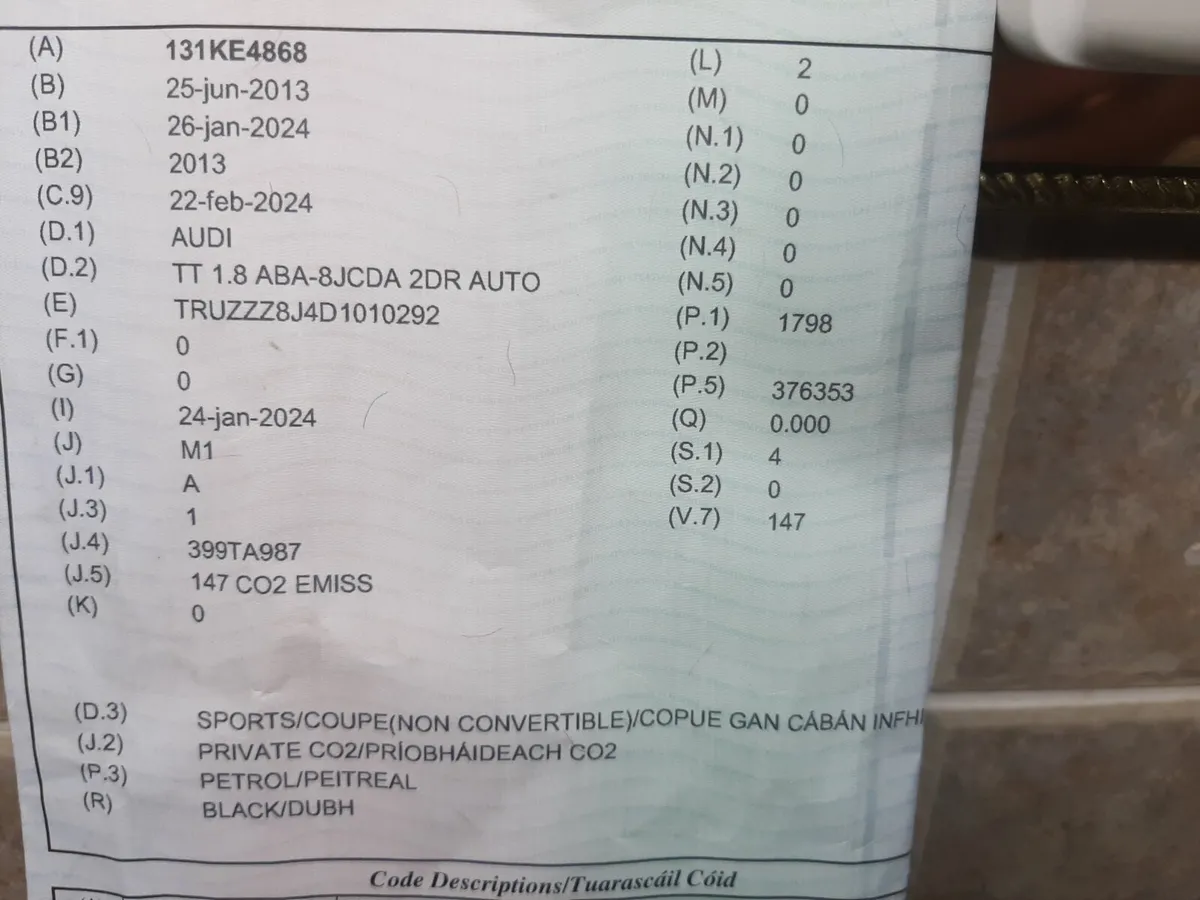 (A) 131KE4868
(B) 25-jun-2013
(B1) 26-jan-2024
(B2) 2013
(C.9) 22-feb-2024
(D.1) AUDI
(D.2) TT 1.8 ABA-8JCDA 2DR AUTO
(E) TRUZZZ8J4D1010292
(F.1) 0
(G) 0
(I) 24-jan-2024
(J) M1
(J.1) A
(J.3) 1
(J.4) 399TA987
(J.5) 147 CO2 EMISS
(K) 0
(L) 2
(M) 0
(N.1) 0
(N.2) 0
(N.3) 0
(N.4) 0
(N.5) 0
(P.1) 1798
(P.2)
(P.5) 376353
(Q) 0.000
(S.1) 4
(S.2) 0
(V.7) 147
(D.3) SPORTS/COUPE(NON CONVERTIBLE)/COPUE GAN CÁBÁN
(J.2) PRIVATE CO2/PRÍOBHÁIDEACH CO2
(P.3) PETROL/PEITREAL
(R) BLACK/DUBH
Code Descriptions/Tuarascáil Cóid